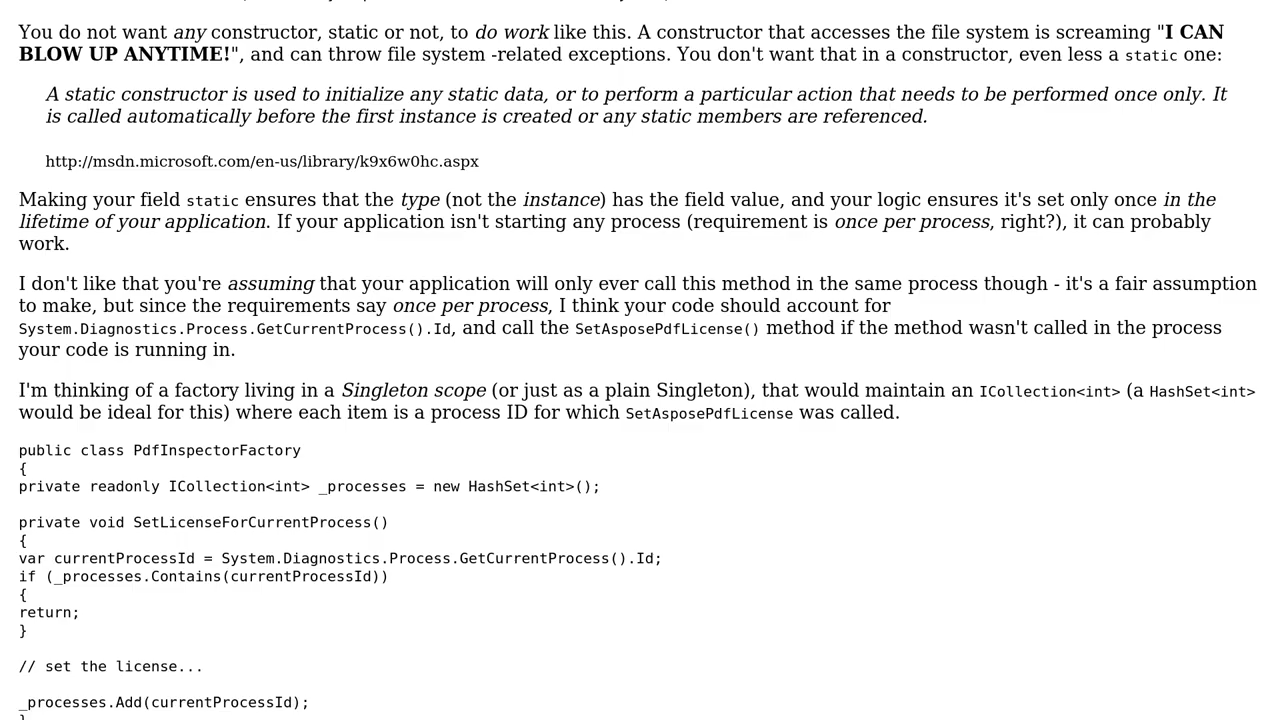 You do not want any constructor, static or not, to do work like this. A constructor that accesses the file system is screaming "I CAN
BLOW UP ANYTIME!", and can throw file system -related exceptions. You don't want that in a constructor, even less a static one:
A static constructor is used to initialize any static data, or to perform a particular action that needs to be performed once only. It
is called automatically before the first instance is created or any static members are referenced.
http://msdn.microsoft.com/en-us/library/k9x6w0hc.aspx
Making your field static ensures that the type (not the instance) has the field value, and your logic ensures it's set only once in the
lifetime of your application. If your application isn't starting any process (requirement is once per process, right?), it can probably
work.
I don't like that you're assuming that your application will only ever call this method in the same process though - it's a fair assumption
to make, but since the requirements say once per process, I think your code should account for
System.Diagnostics.Process.GetCurrentProcess().Id, and call the SetAsposePdfLicense() method if the method wasn't called in the process
your code is running in.
I'm thinking of a factory living in a Singleton scope (or just as a plain Singleton), that would maintain an ICollection<int> (a HashSet<int>
would be ideal for this) where each item is a process ID for which SetAsposePdfLicense was called.
public class PdfInspectorFactory
{
private readonly ICollection<int> _processes = new HashSet<int>();
private void SetLicenseForCurrentProcess()
{
var currentProcessId = System.Diagnostics.Process.GetCurrentProcess().Id;
if (_processes.Contains(currentProcessId))
{
return;
}
// set the license...
_processes.Add(currentProcessId);
}